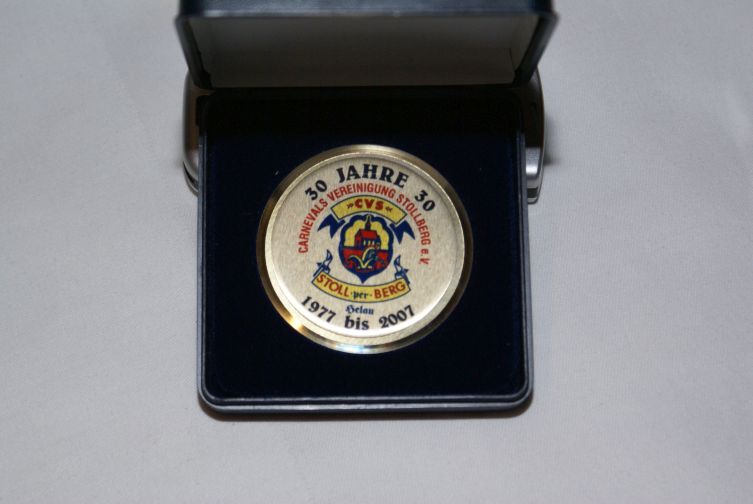 30 JAHRE 30
CARNEVALS VEREINIGUNG STOLLBERG e.V
»CVS«
STOLL-per-BERG
Helau
1977 bis 2007